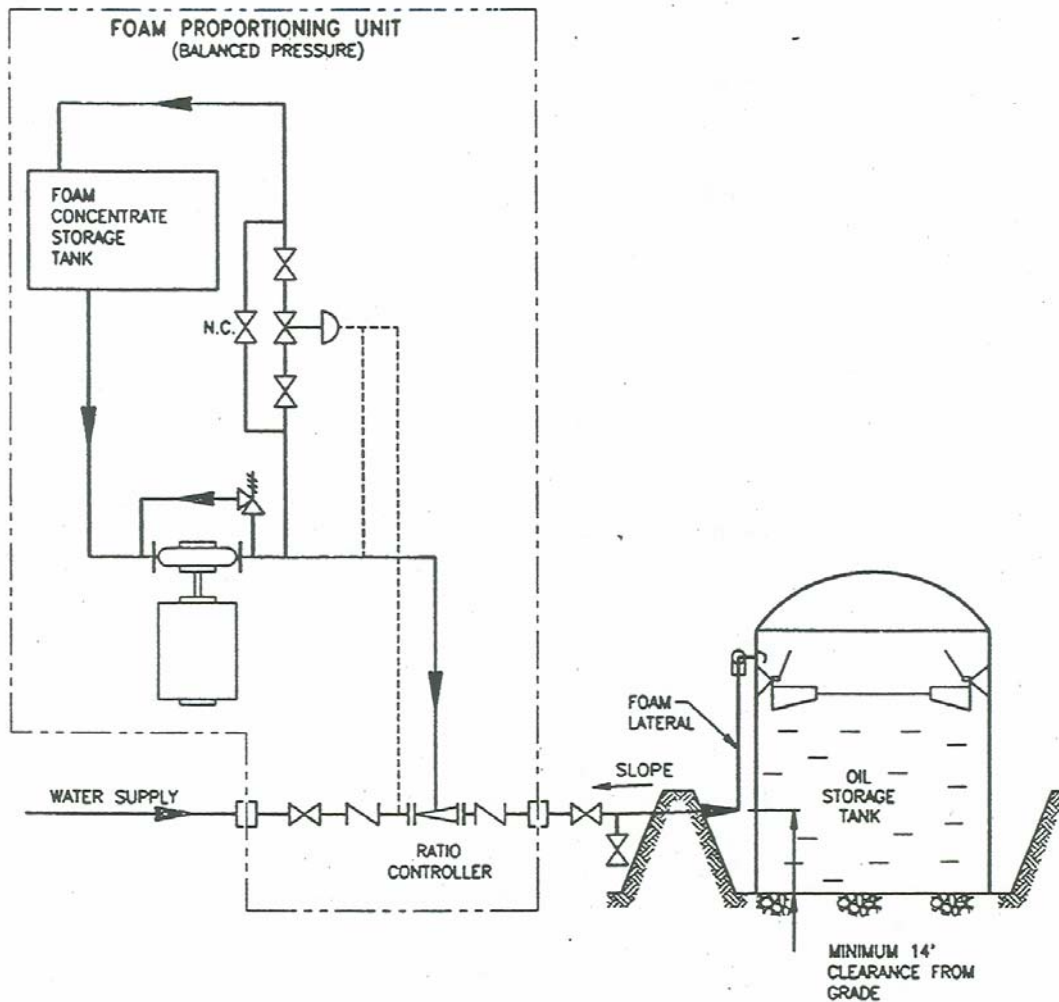 FOAM PROPORTIONING UNIT
(BALANCED PRESSURE)
FOAM
CONCENTRATE
STORAGE
TANK
N.C.
FOAM
LATERAL
SLOPE
OIL
STORAGE
TANK
WATER SUPPLY
RATIO
CONTROLLER
MINIMUM 14'
CLEARANCE FROM
GRADE